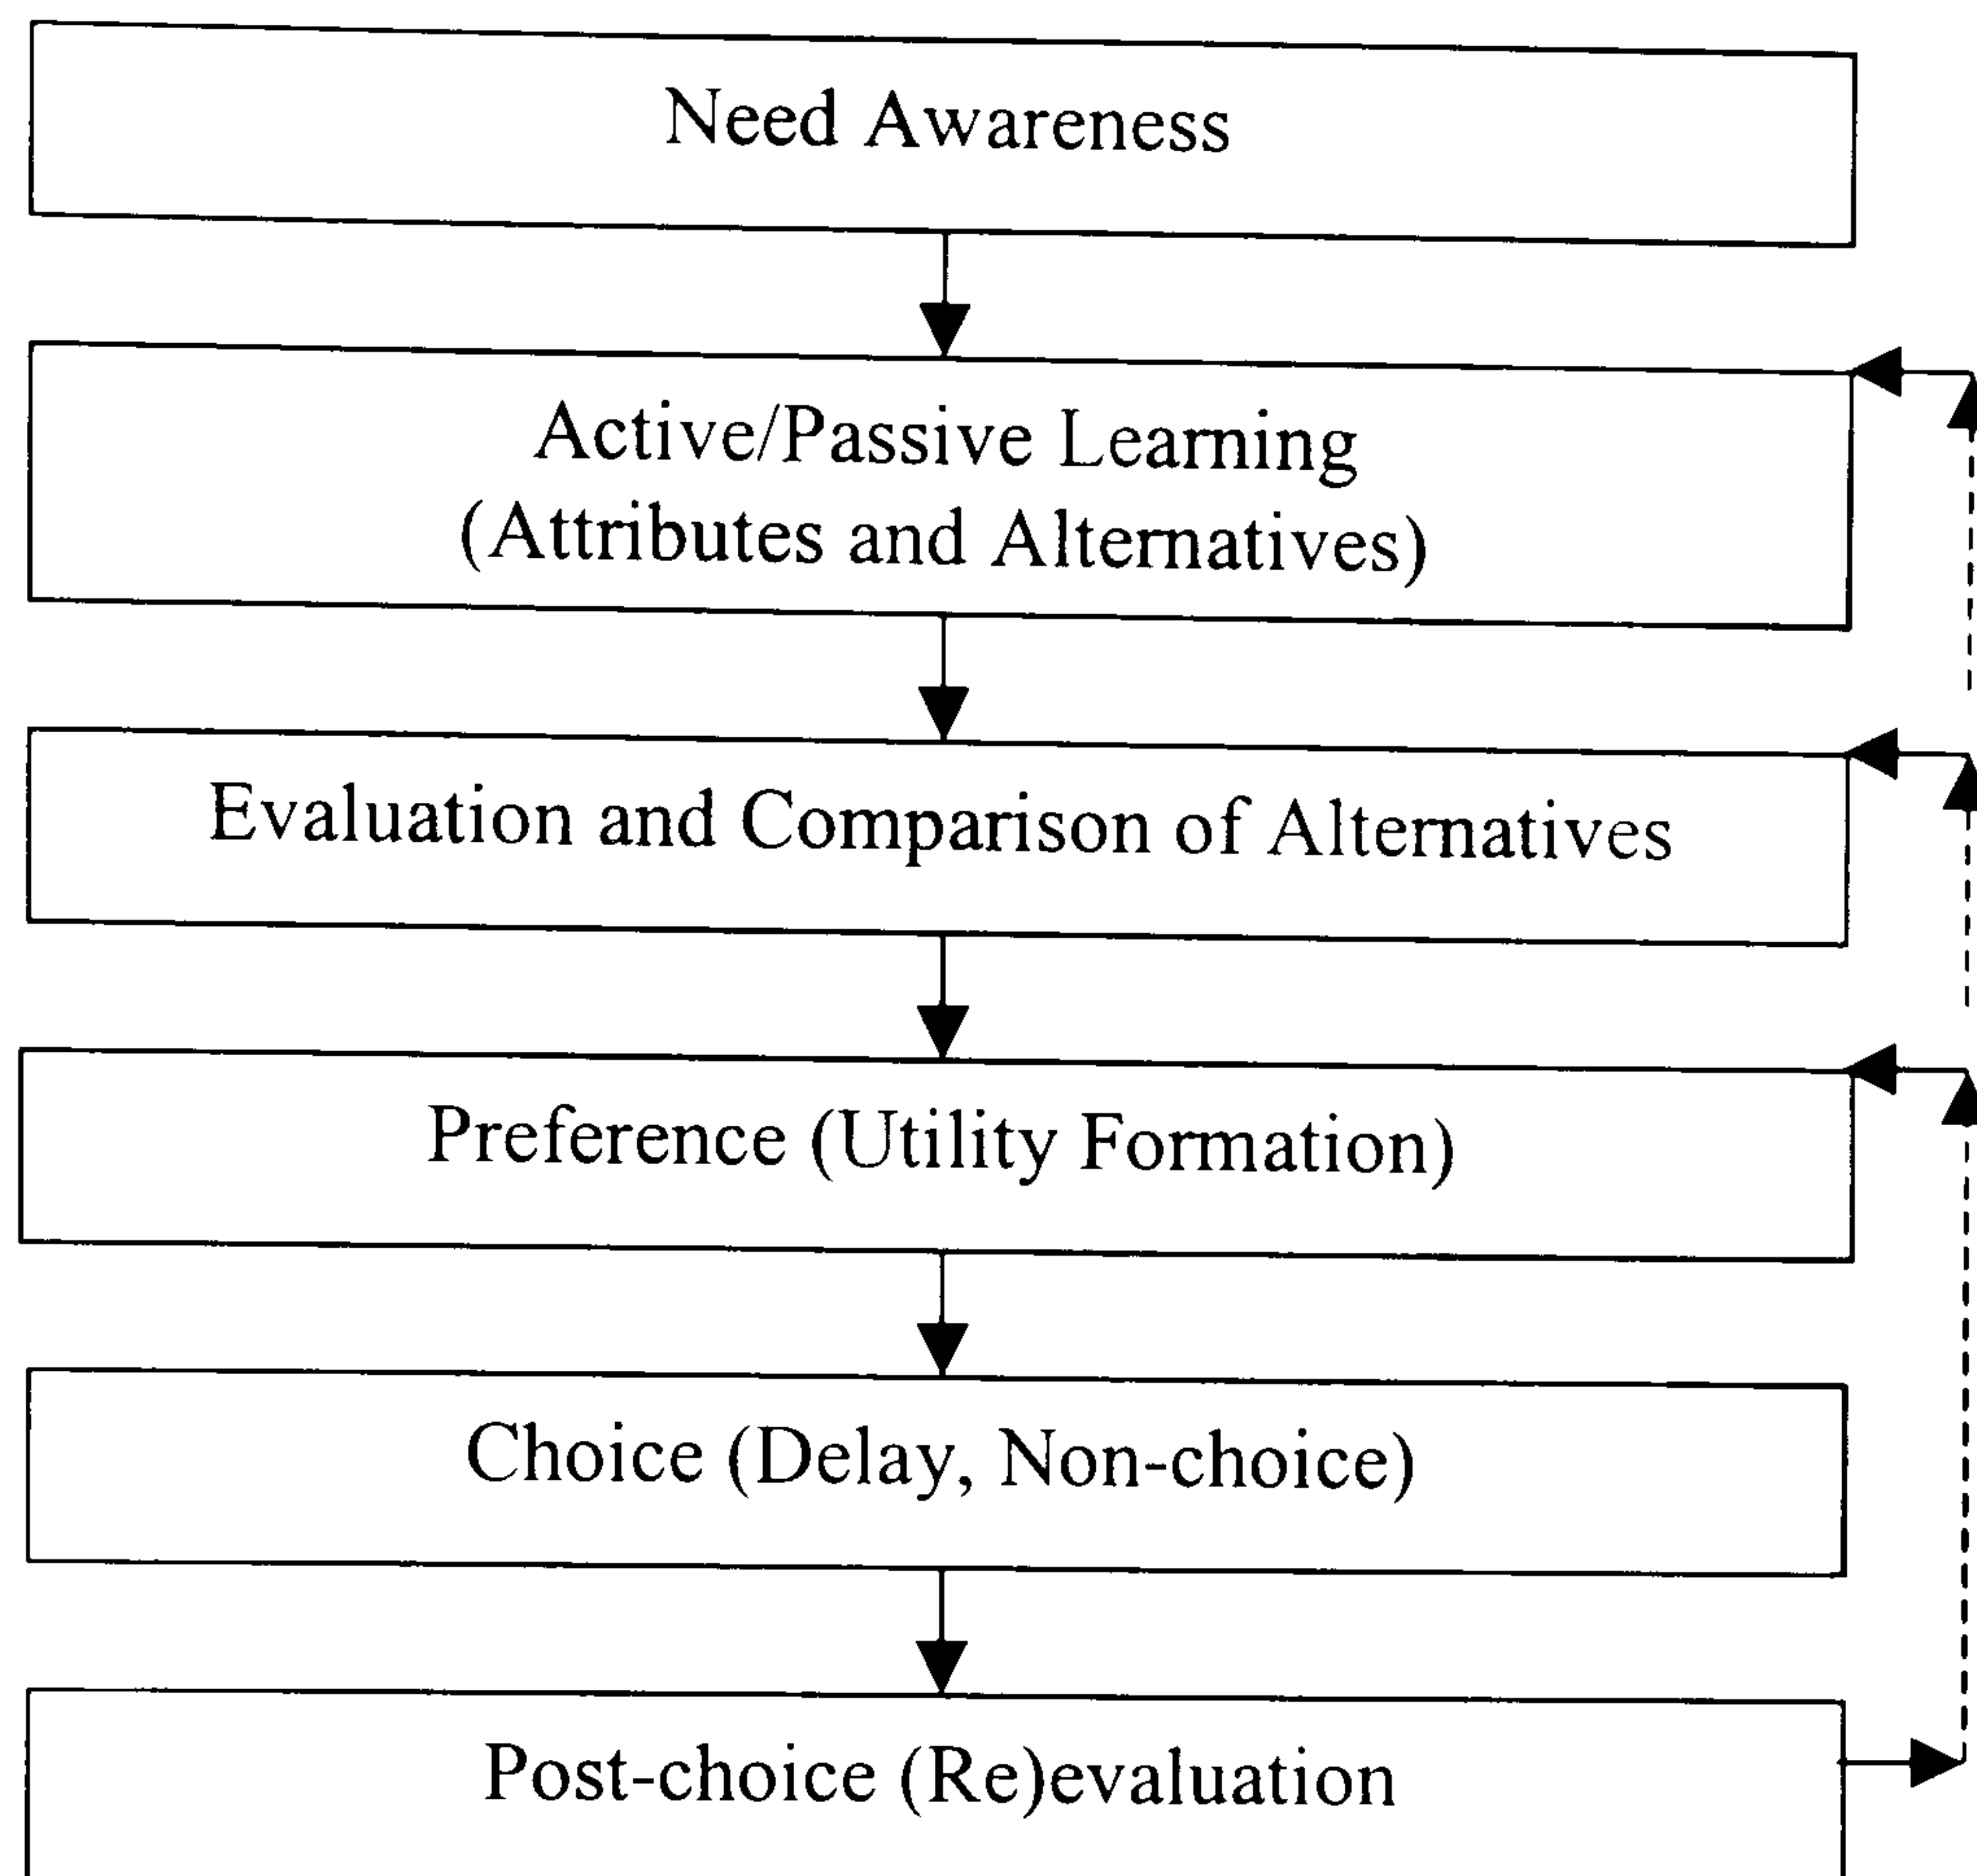 Need Awareness
Active/Passive Learning
(Attributes and Alternatives)
Evaluation and Comparison of Alternatives
Preference (Utility Formation)
Choice (Delay, Non-choice)
Post-choice (Re)evaluation